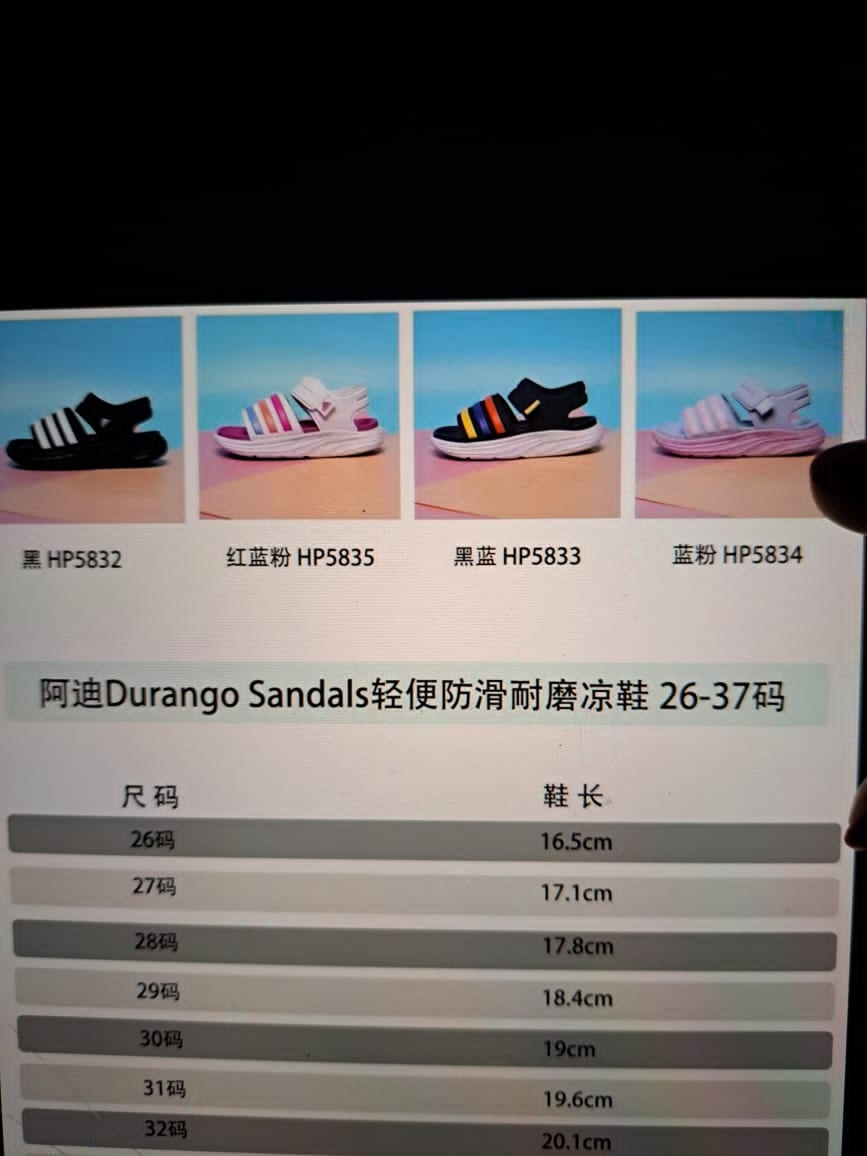 黑 HP5832
红蓝粉 HP5835
黑蓝 HP5833
蓝粉 HP5834
阿迪Durango Sandals轻便防滑耐磨凉鞋 26-37码
尺 码 鞋 长
26码 16.5cm
27码 17.1cm
28码 17.8cm
29码 18.4cm
30码 19cm
31码 19.6cm
32码 20.1cm